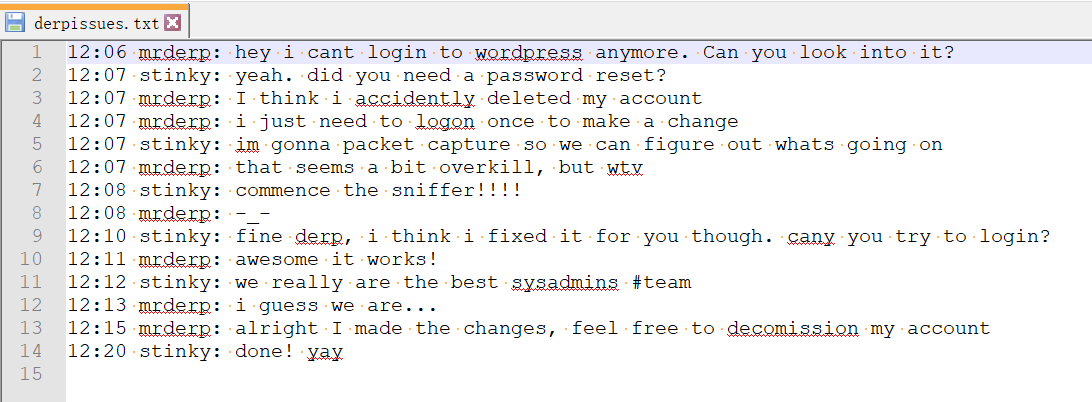 derpissues.txt
1 12:06 mrderp: hey i cant login to wordpress anymore. Can you look into it?
2 12:07 stinky: yeah. did you need a password reset?
3 12:07 mrderp: I think i accidently deleted my account
4 12:07 mrderp: i just need to logon once to make a change
5 12:07 stinky: im gonna packet capture so we can figure out whats going on
6 12:07 mrderp: that seems a bit overkill, but wtv
7 12:08 stinky: commence the sniffer!!!!
8 12:08 mrderp: -_-
9 12:10 stinky: fine derp, i think i fixed it for you though. cany you try to login?
10 12:11 mrderp: awesome it works!
11 12:12 stinky: we really are the best sysadmins #team
12 12:13 mrderp: i guess we are...
13 12:15 mrderp: alright I made the changes, feel free to decomission my account
14 12:20 stinky: done! yay
15